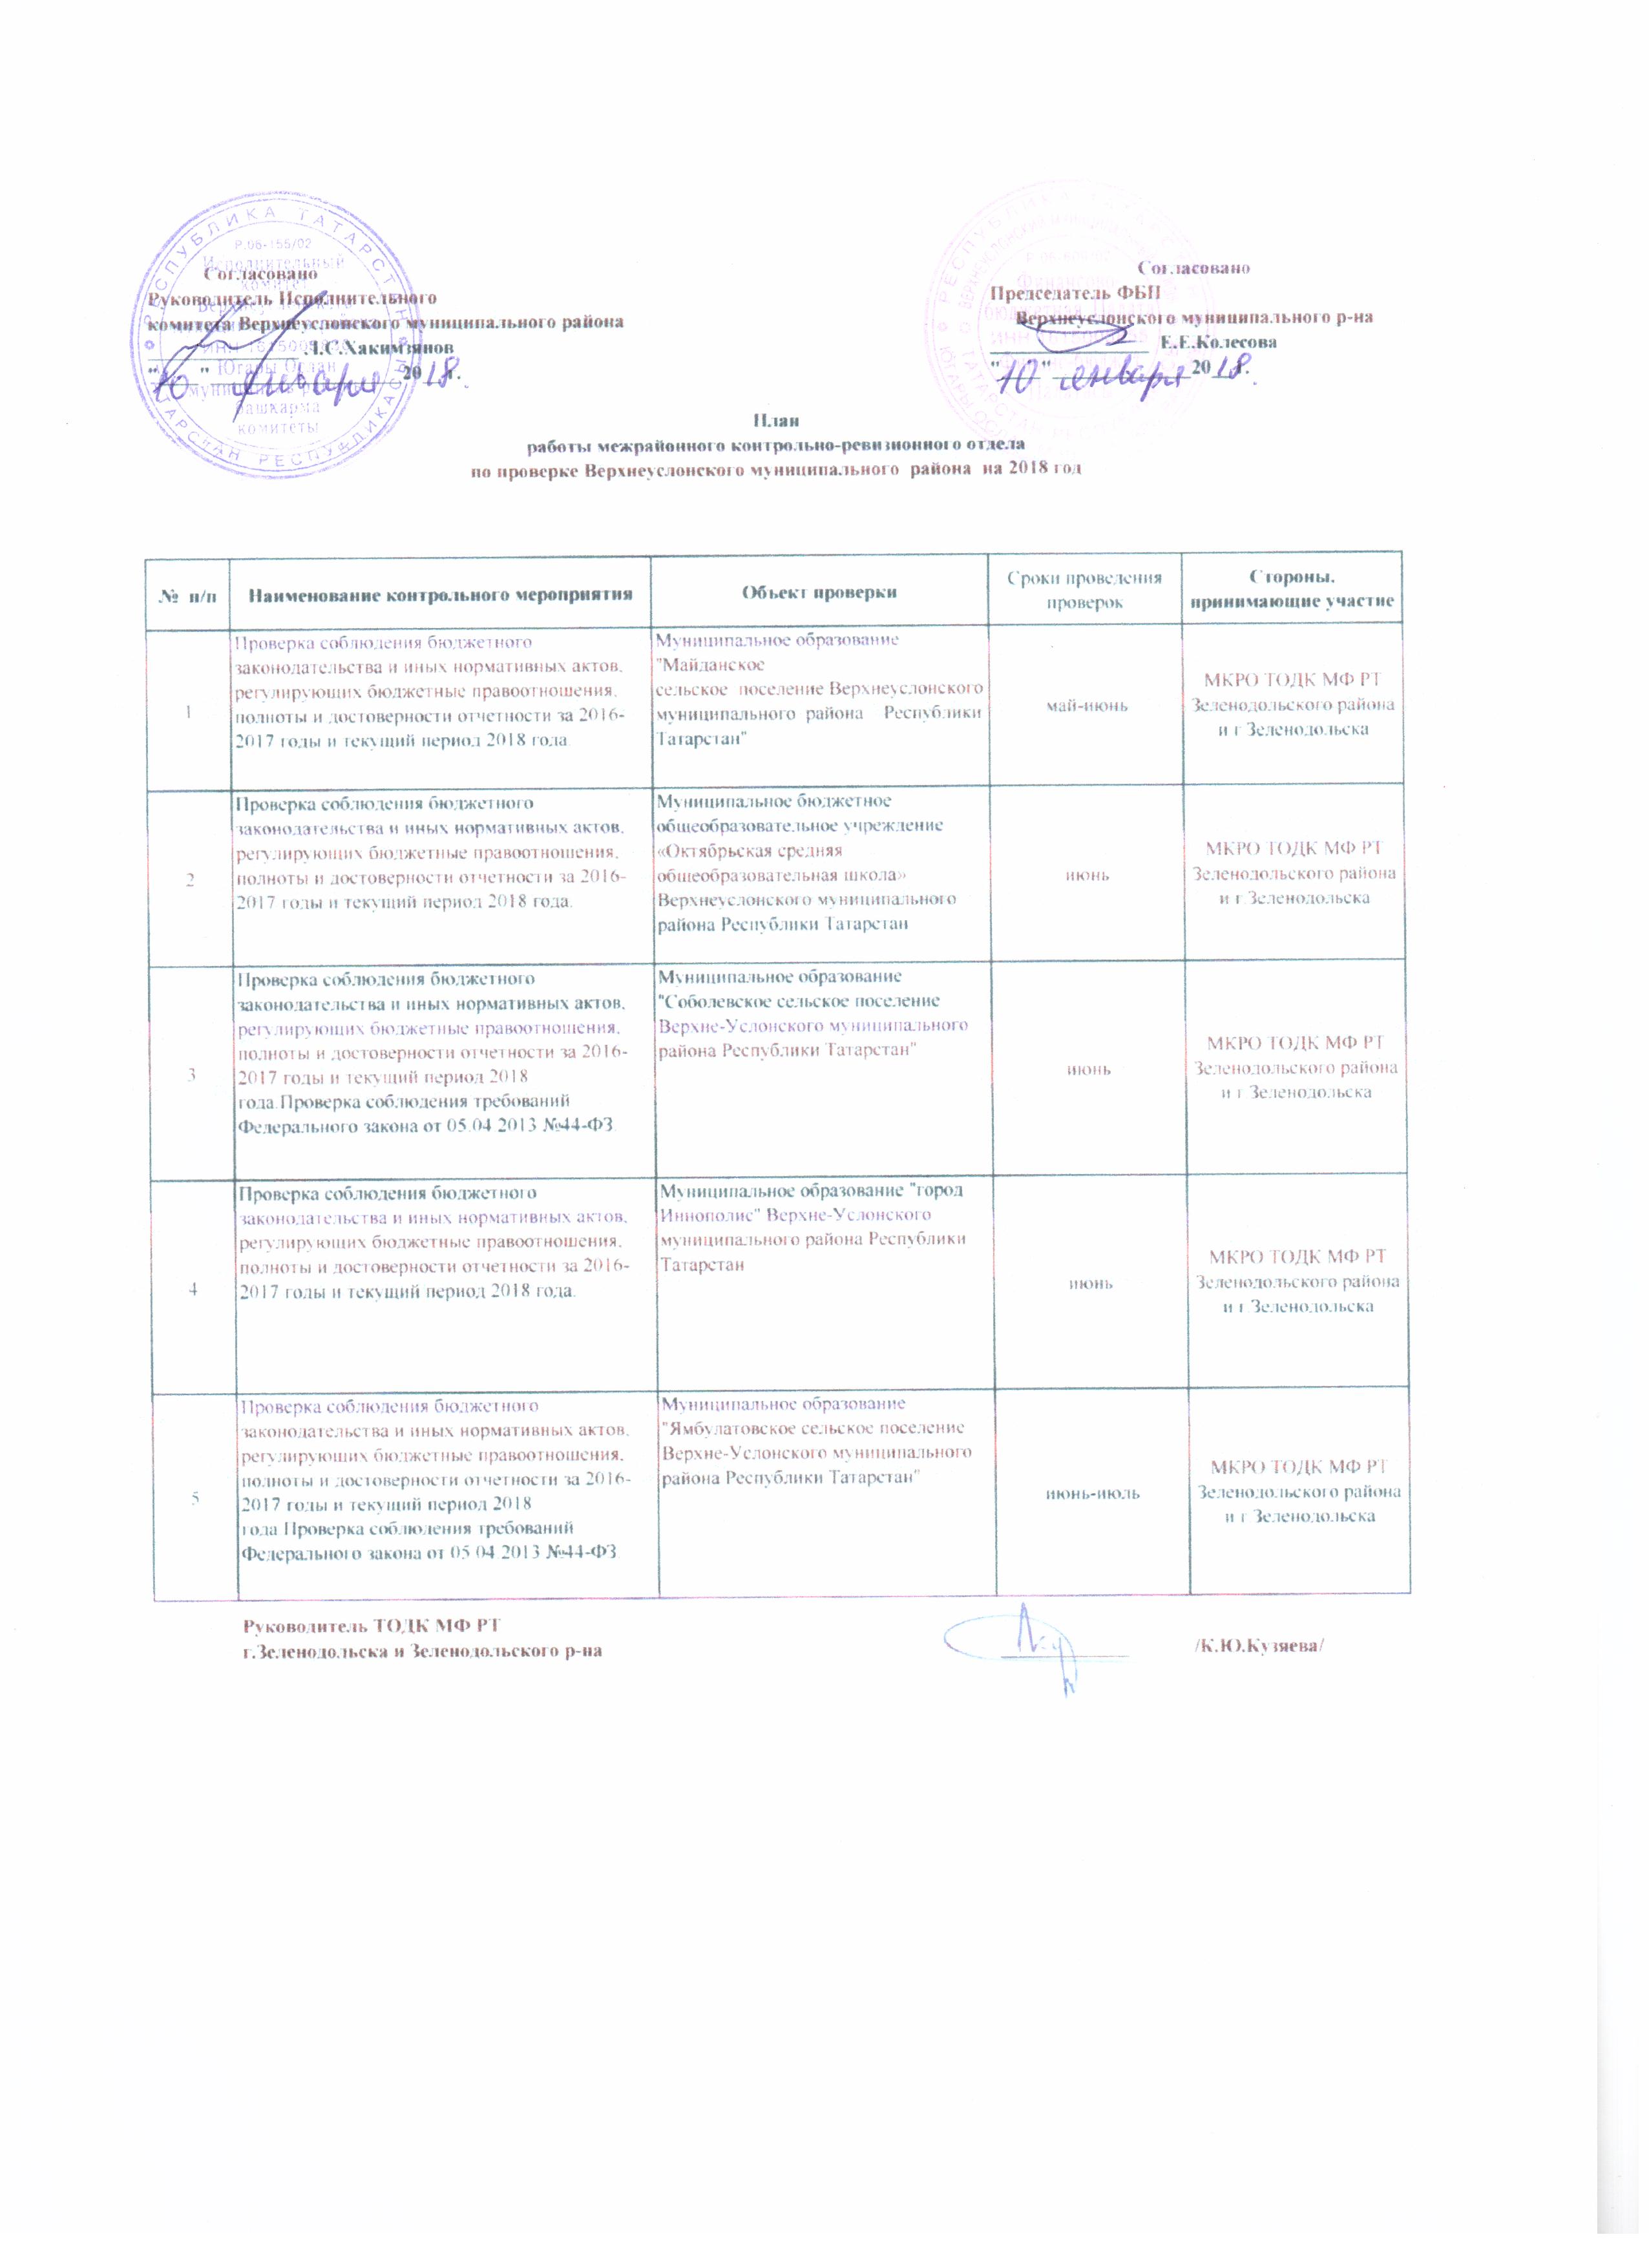 Согласовано
Руководитель Исполнительного
комитета Верхнеуслонского муниципального района
Л.С.Хакимзянов
"10" января 2018 г.
РЕСПУБЛИКА ТАТАРСТАН
Р.06-155/02
Исполнительный
комитет
Югары Ослан
башкарма
комитеты
ТАТАРСТАН РЕСПУБЛИКАСЫ
Согласовано
Председатель ФБП
Верхнеуслонского муниципального р-на
Е.Е.Колесова
"10" января 2018 г.
План
работы межрайонного контрольно-ревизионного отдела
по проверке Верхнеуслонского муниципального района на 2018 год
№ п/п
Наименование контрольного мероприятия
Объект проверки
Сроки проведения
проверок
Стороны,
принимающие участие
1
Проверка соблюдения бюджетного
законодательства и иных нормативных актов,
регулирующих бюджетные правоотношения,
полноты и достоверности отчетности за 2016-
2017 годы и текущий период 2018 года.
Муниципальное образование
"Майданское
сельское поселение Верхнеуслонского
муниципального района Республики
Татарстан"
май-июнь
МКРО ТОДК МФ РТ
Зеленодольского района
и г.Зеленодольска
2
Проверка соблюдения бюджетного
законодательства и иных нормативных актов,
регулирующих бюджетные правоотношения,
полноты и достоверности отчетности за 2016-
2017 годы и текущий период 2018 года.
Муниципальное бюджетное
общеобразовательное учреждение
«Октябрьская средняя
общеобразовательная школа»
Верхнеуслонского муниципального
района Республики Татарстан
июнь
МКРО ТОДК МФ РТ
Зеленодольского района
и г.Зеленодольска
3
Проверка соблюдения бюджетного
законодательства и иных нормативных актов,
регулирующих бюджетные правоотношения,
полноты и достоверности отчетности за 2016-
2017 годы и текущий период 2018
года.Проверка соблюдения требований
Федерального закона от 05.04.2013 №44-ФЗ
Муниципальное образование
"Соболевское сельское поселение
Верхне-Услонского муниципального
района Республики Татарстан"
июнь
МКРО ТОДК МФ РТ
Зеленодольского района
и г.Зеленодольска
4
Проверка соблюдения бюджетного
законодательства и иных нормативных актов,
регулирующих бюджетные правоотношения,
полноты и достоверности отчетности за 2016-
2017 годы и текущий период 2018 года.
Муниципальное образование "город
Иннополис" Верхне-Услонского
муниципального района Республики
Татарстан
июнь
МКРО ТОДК МФ РТ
Зеленодольского района
и г.Зеленодольска
5
Проверка соблюдения бюджетного
законодательства и иных нормативных актов,
регулирующих бюджетные правоотношения,
полноты и достоверности отчетности за 2016-
2017 годы и текущий период 2018
года.Проверка соблюдения требований
Федерального закона от 05.04.2013 №44-ФЗ
Муниципальное образование
"Ямбулатовское сельское поселение
Верхне-Услонского муниципального
района Республики Татарстан"
июнь-июль
МКРО ТОДК МФ РТ
Зеленодольского района
и г.Зеленодольска
Руководитель ТОДК МФ РТ
г.Зеленодольска и Зеленодольского р-на
/К.Ю.Кузяева/